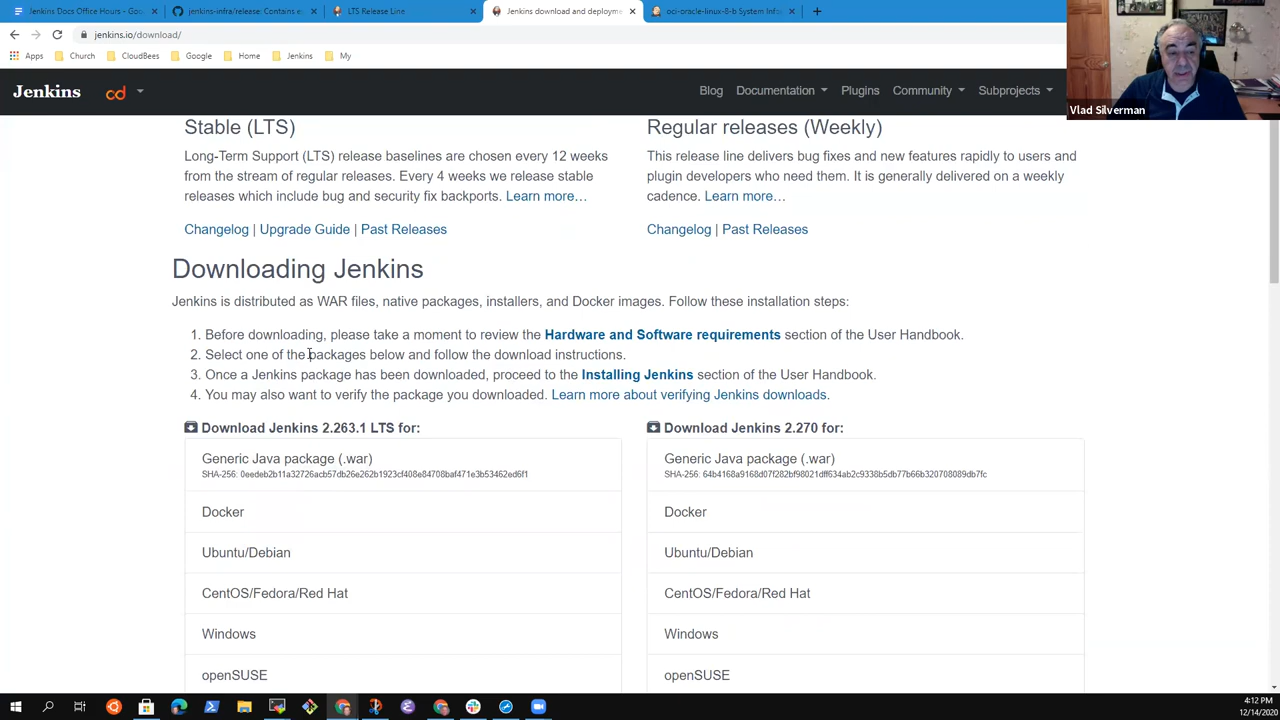 Jenkins Docs Office Hours - Goo
jenkins-infra/release: Contains e
LTS Release Line
Jenkins download and deployme
oci-oracle-linux-8-b System Info
jenkins.io/download/
Apps
Church
CloudBees
Google
Home
Jenkins
My
Vlad Silverman
Jenkins
cd
Blog
Documentation
Plugins
Community
Subprojects
Stable (LTS)
Long-Term Support (LTS) release baselines are chosen every 12 weeks
from the stream of regular releases. Every 4 weeks we release stable
releases which include bug and security fix backports. Learn more…
Changelog | Upgrade Guide | Past Releases
Regular releases (Weekly)
This release line delivers bug fixes and new features rapidly to users and
plugin developers who need them. It is generally delivered on a weekly
cadence. Learn more…
Changelog | Past Releases
Downloading Jenkins
Jenkins is distributed as WAR files, native packages, installers, and Docker images. Follow these installation steps:
1. Before downloading, please take a moment to review the Hardware and Software requirements section of the User Handbook.
2. Select one of the packages below and follow the download instructions.
3. Once a Jenkins package has been downloaded, proceed to the Installing Jenkins section of the User Handbook.
4. You may also want to verify the package you downloaded. Learn more about verifying Jenkins downloads.
Download Jenkins 2.263.1 LTS for:
Generic Java package (.war)
SHA-256: 0eedeb2b11a32726acb57db26e262b1923cf408e84708baf471e3b53462ed6f1
Docker
Ubuntu/Debian
CentOS/Fedora/Red Hat
Windows
openSUSE
Download Jenkins 2.270 for:
Generic Java package (.war)
SHA-256: 64b4168a9168d07f282bf98021dff634ab2c9338b5db77b66b320708089db7fc
Docker
Ubuntu/Debian
CentOS/Fedora/Red Hat
Windows
openSUSE
4:12 PM
12/14/2020